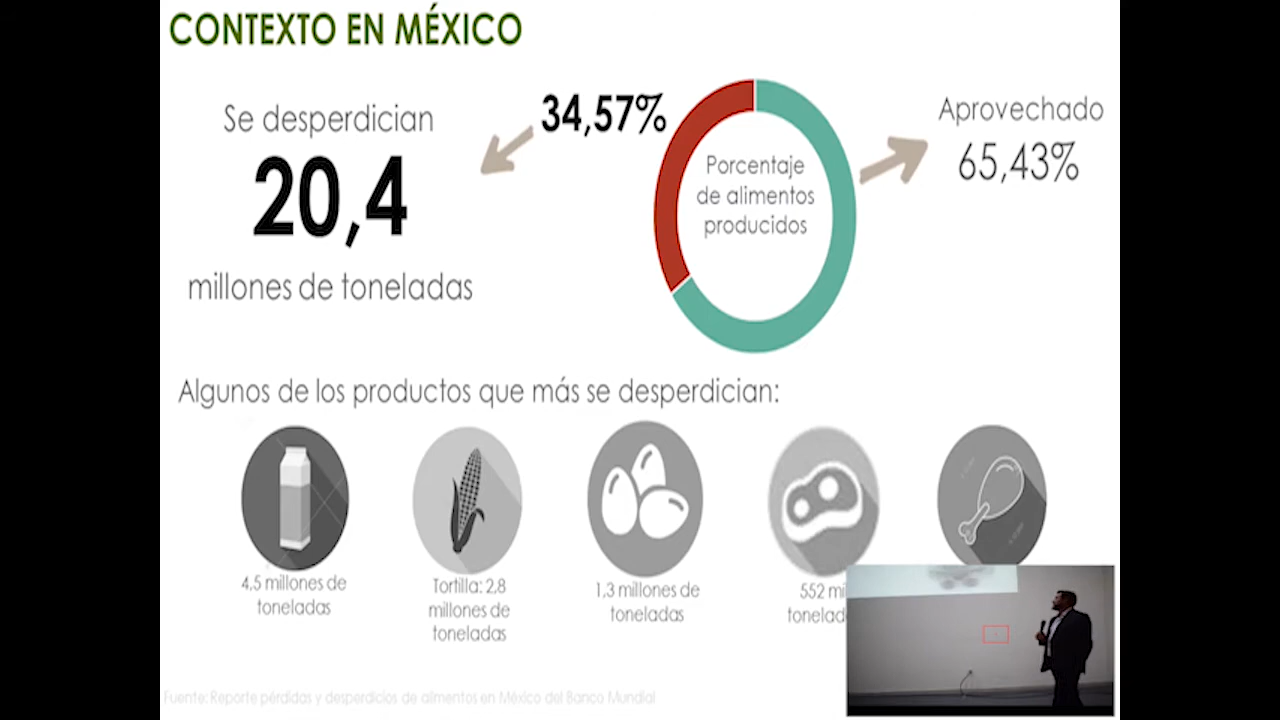 CONTEXTO EN MÉXICO
Se desperdician
20,4
millones de toneladas
34,57%
Porcentaje
de alimentos
producidos
Aprovechado
65,43%
Algunos de los productos que más se desperdician:
4,5 millones de
toneladas
Tortilla: 2,8
millones de
toneladas
1,3 millones de
toneladas
552 mi
tonelad
Fuente: Reporte pérdidas y desperdicios de alimentos en México del Banco Mundial